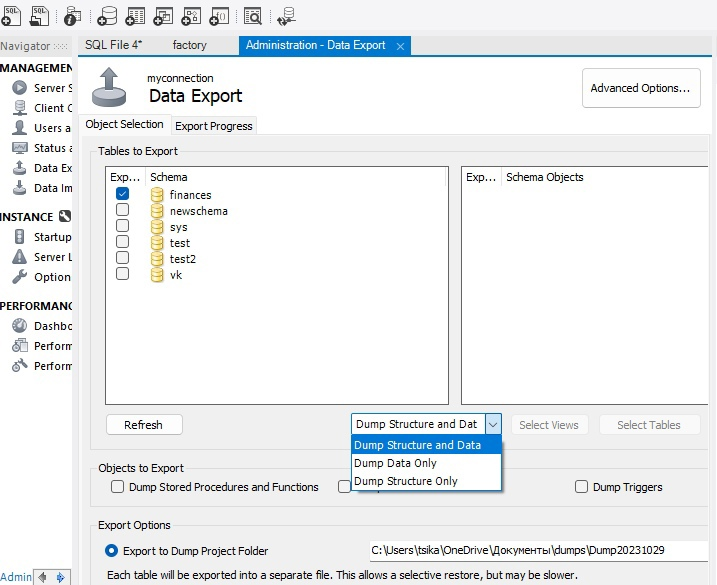 SQL SQL
Navigator
SQL File 4*
factory
Administration - Data Export
MANAGEMEN
Server S
Client C
Users a
Status a
Data Ex
Data Im
INSTANCE
Startup
Server L
Option
PERFORMANC
Dashbo
Perform
Perform
Admin
myconnection
Data Export
Advanced Options...
Object Selection
Export Progress
Tables to Export
Exp... Schema
finances
newschema
sys
test
test2
vk
Exp... Schema Objects
Refresh
Dump Structure and Dat
Select Views
Select Tables
Dump Structure and Data
Dump Data Only
Dump Structure Only
Objects to Export
Dump Stored Procedures and Functions
Dump Triggers
Export Options
Export to Dump Project Folder
C:\Users\tsika\OneDrive\Документы\dumps\Dump20231029
Each table will be exported into a separate file. This allows a selective restore, but may be slower.